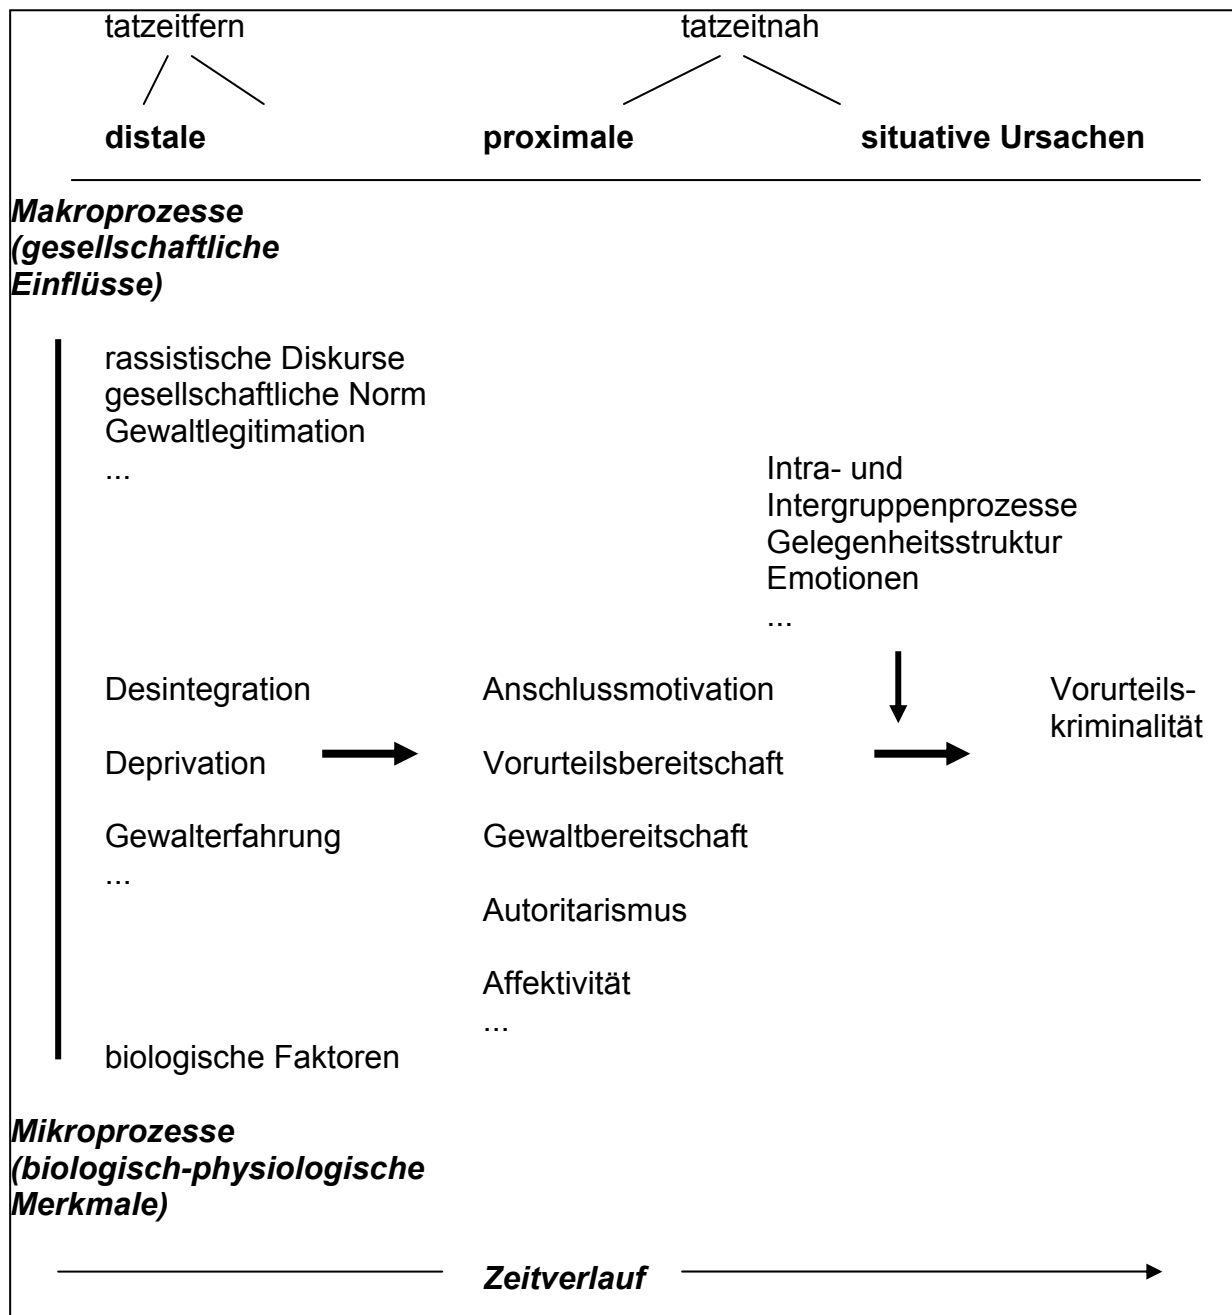 tatzeitfern tatzeitnah
distale proximale situative Ursachen
Makroprozesse
(gesellschaftliche
Einflüsse)
rassistische Diskurse
gesellschaftliche Norm
Gewaltlegitimation
...
Intra- und
Intergruppenprozesse
Gelegenheitsstruktur
Emotionen
...
Desintegration Anschlussmotivation Vorurteils-
kriminalität
Deprivation Vorurteilsbereitschaft
Gewalterfahrung Gewaltbereitschaft
...
Autoritarismus
Affektivität
...
biologische Faktoren
Mikroprozesse
(biologisch-physiologische
Merkmale)
Zeitverlauf